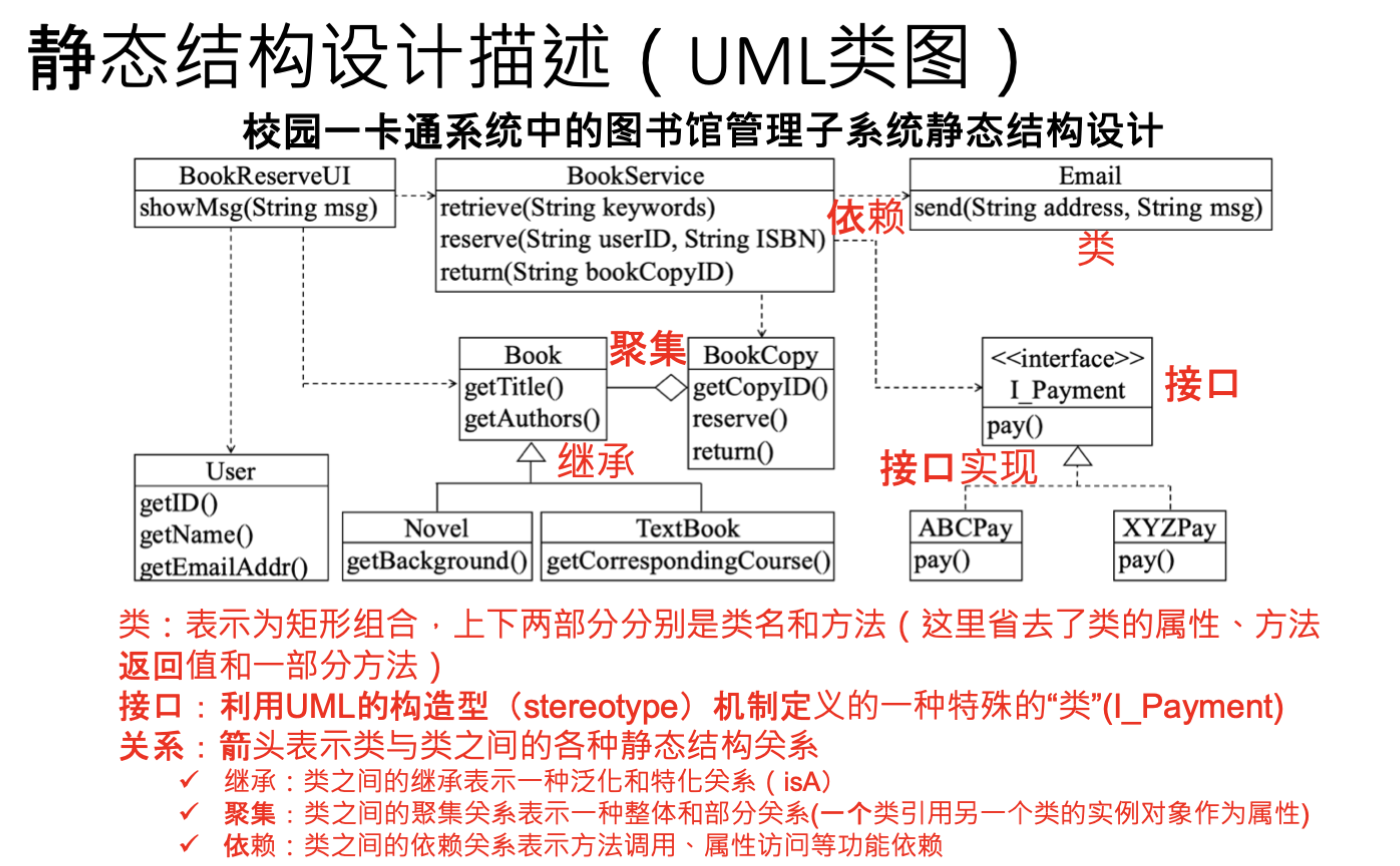 静态结构设计描述（UML类图）
校园一卡通系统中的图书馆管理子系统静态结构设计
BookReserveUI
showMsg(String msg)
BookService
retrieve(String keywords)
reserve(String userID, String ISBN)
return(String bookCopyID)
依赖
Email
send(String address, String msg)
类
Book
getTitle()
getAuthors()
聚集
BookCopy
getCopyID()
reserve()
return()
<<interface>>
I_Payment
pay()
接口
继承
接口实现
User
getID()
getName()
getEmailAddr()
Novel
getBackground()
TextBook
getCorrespondingCourse()
ABCPay
pay()
XYZPay
pay()
类：表示为矩形组合，上下两部分分别是类名和方法（这里省去了类的属性、方法
返回值和一部分方法）
接口：利用UML的构造型（stereotype）机制定义的一种特殊的“类”(I_Payment)
关系：箭头表示类与类之间的各种静态结构关系
✓ 继承：类之间的继承表示一种泛化和特化关系（isA）
✓ 聚集：类之间的聚集关系表示一种整体和部分关系(一个类引用另一个类的实例对象作为属性)
✓ 依赖：类之间的依赖关系表示方法调用、属性访问等功能依赖